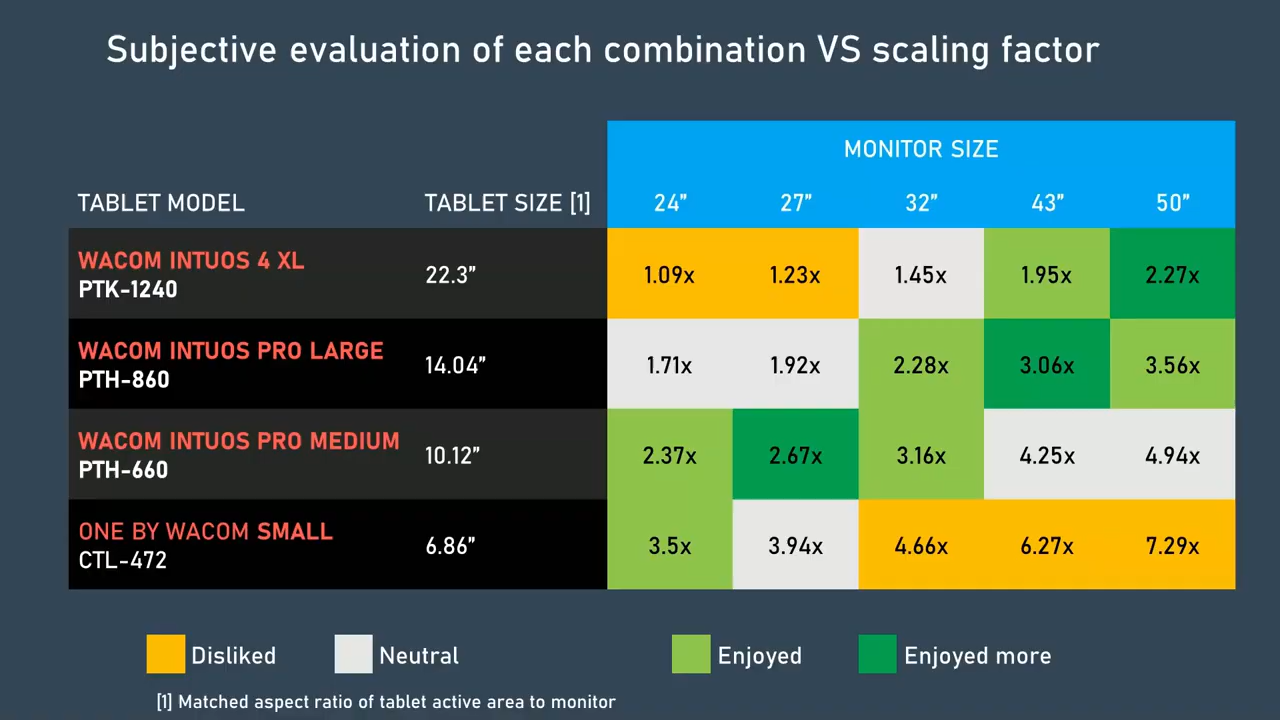 Subjective evaluation of each combination VS scaling factor
MONITOR SIZE
TABLET MODEL TABLET SIZE [1] 24” 27” 32” 43” 50”
WACOM INTUOS 4 XL
PTK-1240
22.3” 1.09x 1.23x 1.45x 1.95x 2.27x
WACOM INTUOS PRO LARGE
PTH-860
14.04” 1.71x 1.92x 2.28x 3.06x 3.56x
WACOM INTUOS PRO MEDIUM
PTH-660
10.12” 2.37x 2.67x 3.16x 4.25x 4.94x
ONE BY WACOM SMALL
CTL-472
6.86” 3.5x 3.94x 4.66x 6.27x 7.29x
Disliked Neutral Enjoyed Enjoyed more
[1] Matched aspect ratio of tablet active area to monitor